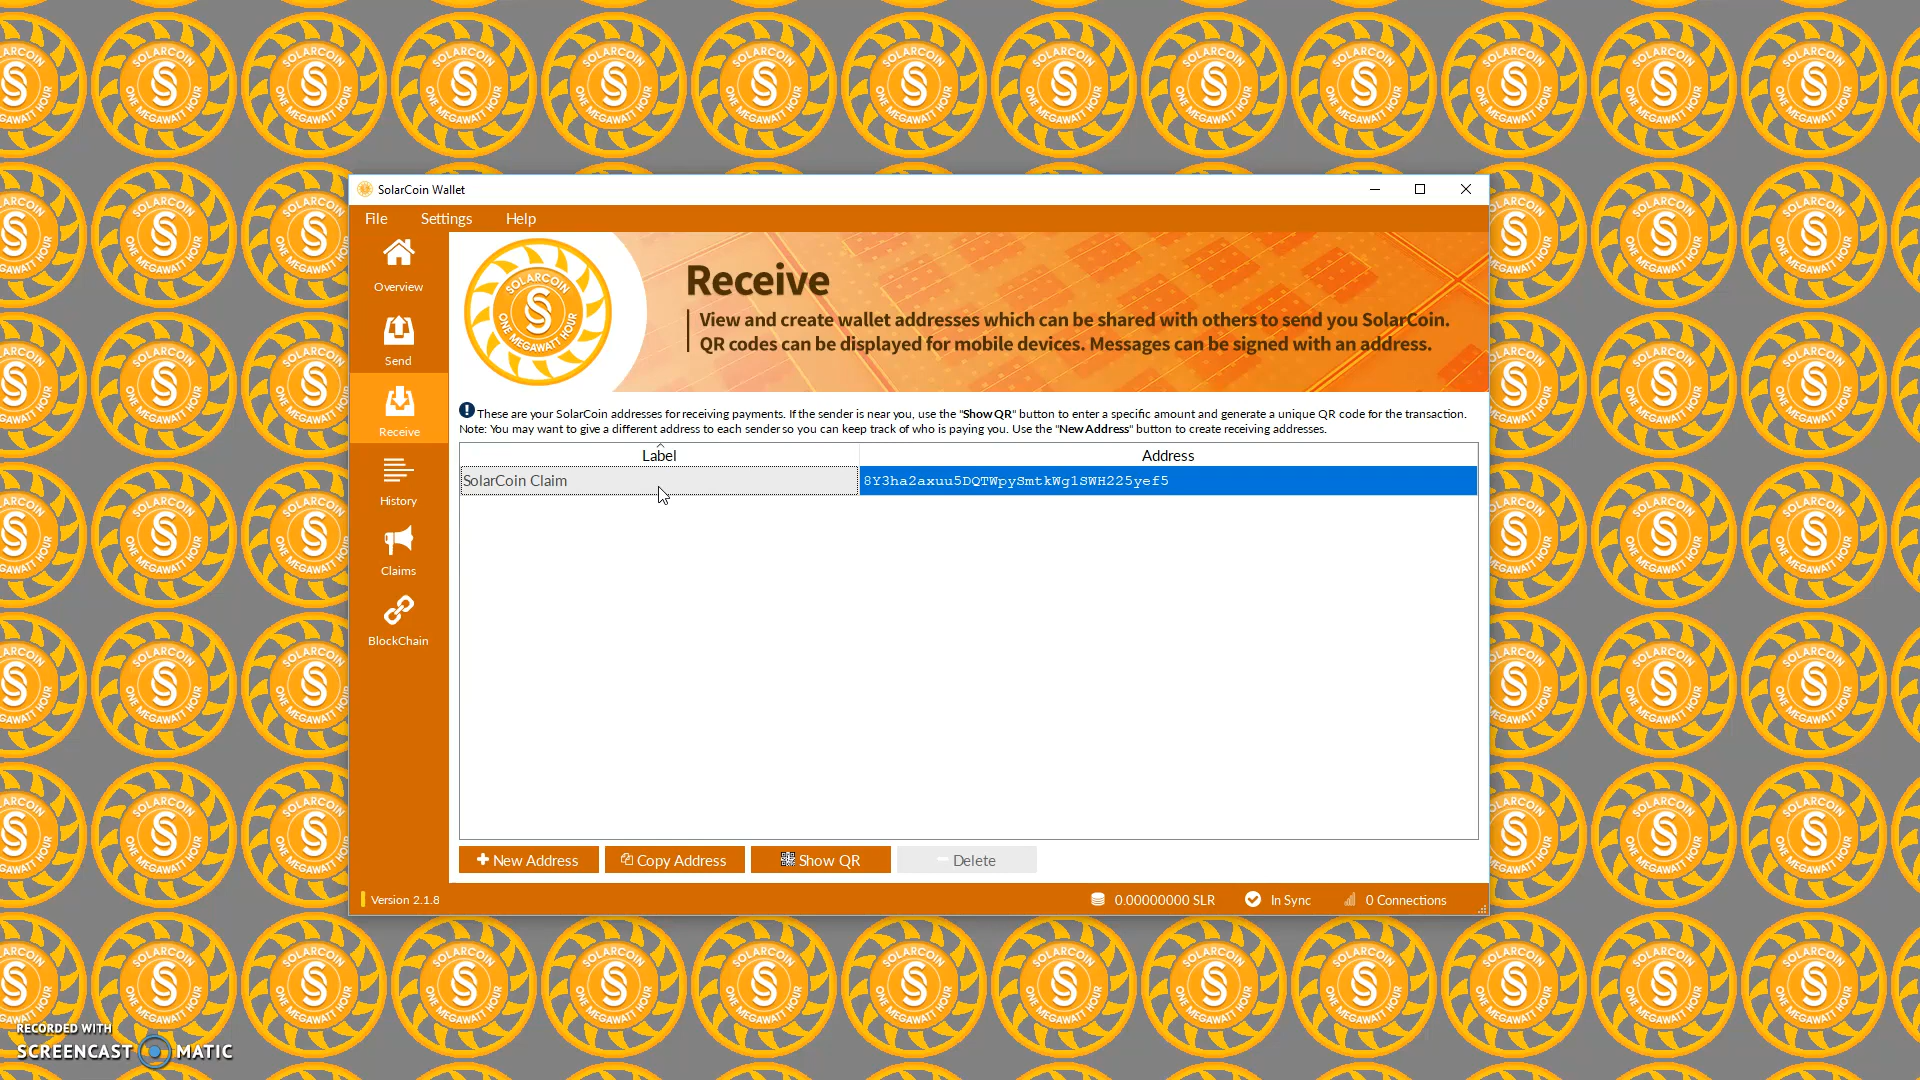 SolarCoin Wallet
File Settings Help
Overview
Send
Receive
History
Claims
BlockChain
SOLARCOIN
ONE MEGAWATT HOUR
Receive
View and create wallet addresses which can be shared with others to send you SolarCoin.
QR codes can be displayed for mobile devices. Messages can be signed with an address.
These are your SolarCoin addresses for receiving payments. If the sender is near you, use the "Show QR" button to enter a specific amount and generate a unique QR code for the transaction.
Note: You may want to give a different address to each sender so you can keep track of who is paying you. Use the "New Address" button to create receiving addresses.
Label Address
SolarCoin Claim 8Y3ha2axuu5DQTWpySmtkWg1SWH225yef5
New Address Copy Address Show QR Delete
Version 2.1.8 0.00000000 SLR In Sync 0 Connections
RECORDED WITH
SCREENCAST MATIC